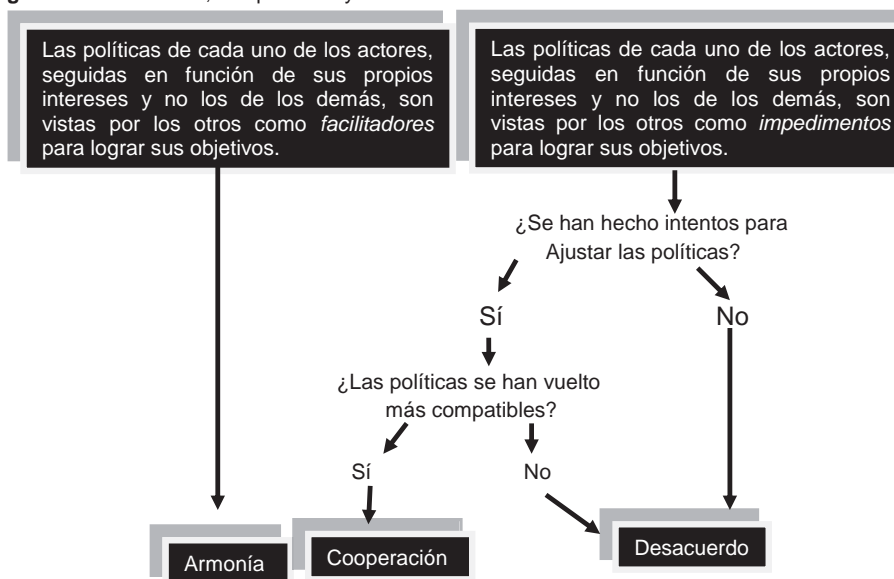 Las políticas de cada uno de los actores,
seguidas en función de sus propios
intereses y no los de los demás, son
vistas por los otros como facilitadores
para lograr sus objetivos.
Las políticas de cada uno de los actores,
seguidas en función de sus propios
intereses y no los de los demás, son
vistas por los otros como impedimentos
para lograr sus objetivos.
¿Se han hecho intentos para
Ajustar las políticas?
Sí
No
¿Las políticas se han vuelto
más compatibles?
Sí
No
Armonía
Cooperación
Desacuerdo